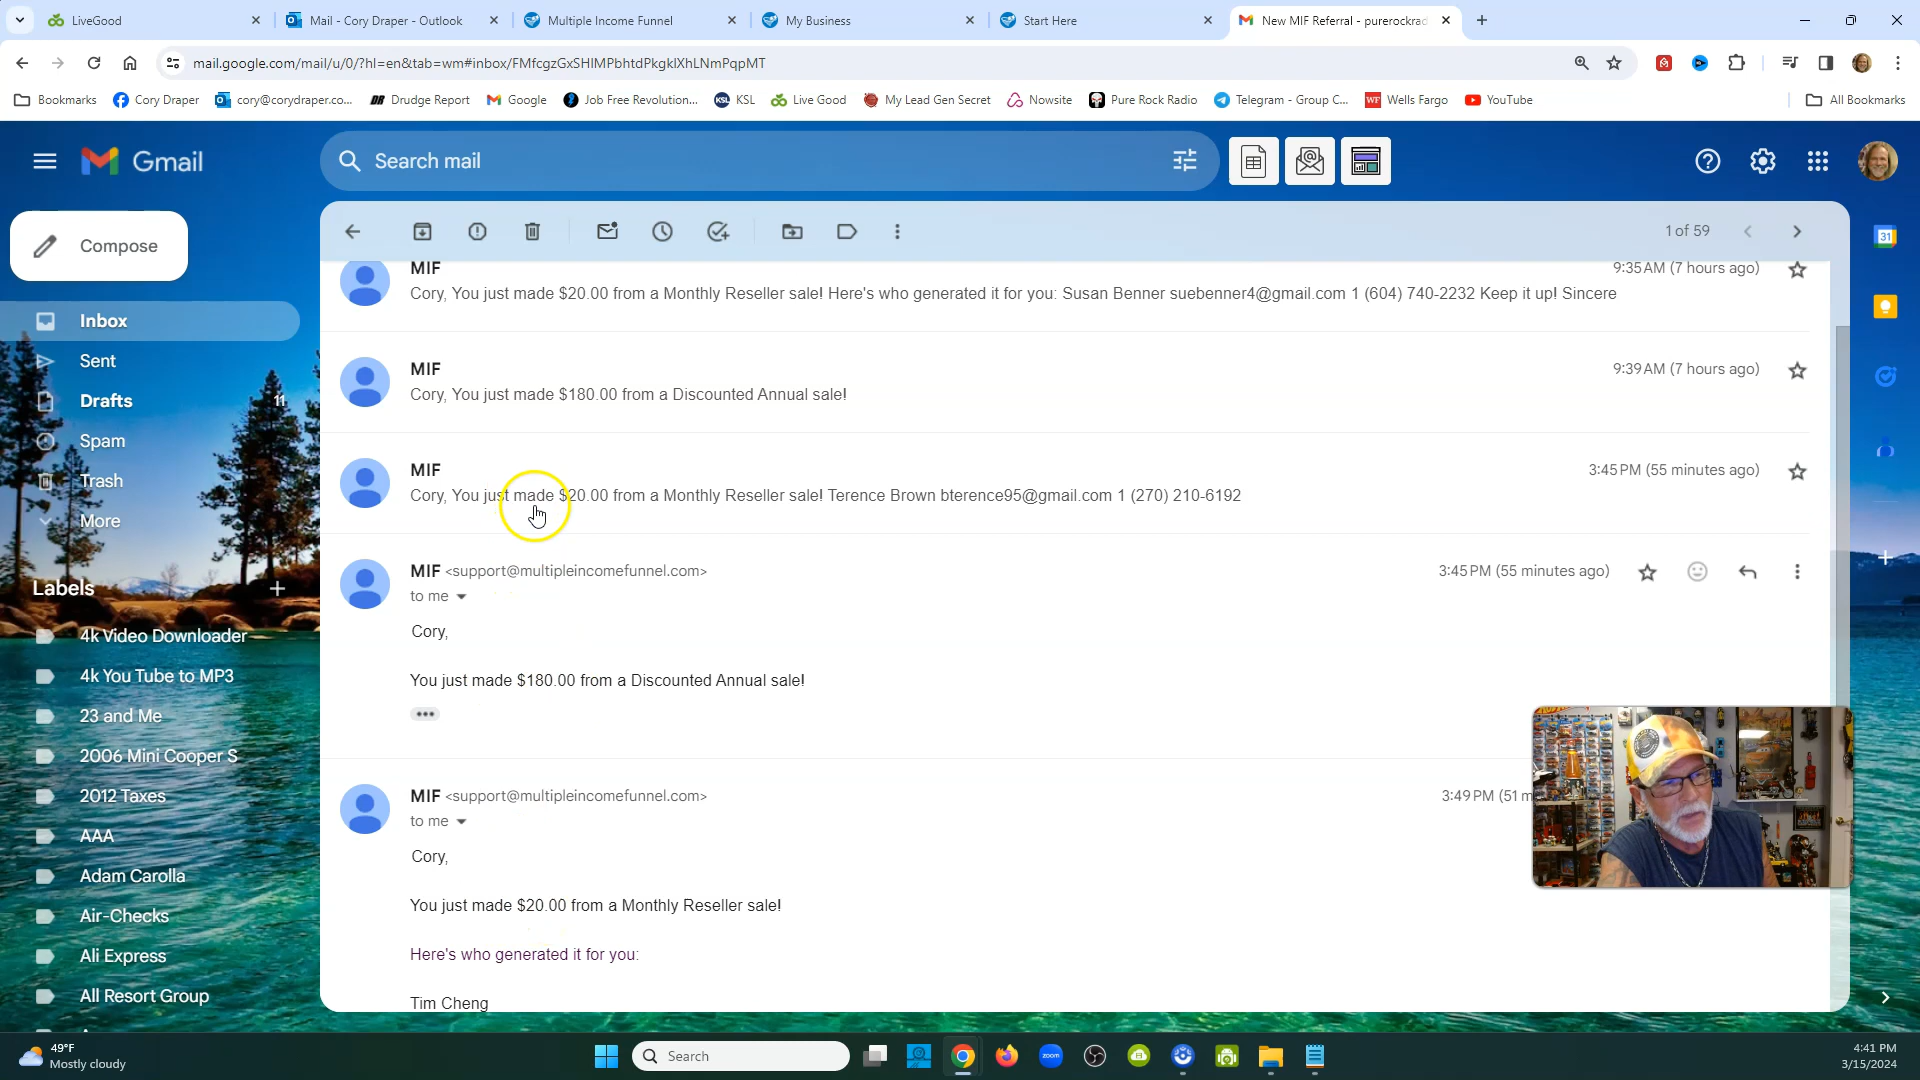 LiveGood
Mail - Cory Draper - Outlook
Multiple Income Funnel
My Business
Start Here
New MIF Referral - purerockrad
mail.google.com/mail/u/0/?hl=en&tab=wm#inbox/FMfcgzGxSHlMPbhtdPkgklXhLNmPqpMT
Bookmarks
Cory Draper
cory@corydraper.co...
Drudge Report
Google
Job Free Revolution...
KSL
Live Good
My Lead Gen Secret
Nowsite
Pure Rock Radio
Telegram - Group C...
Wells Fargo
YouTube
All Bookmarks
Gmail
Search mail
Compose
1 of 59
Inbox
Sent
Drafts 11
Spam
Trash
More
Labels
4k Video Downloader
4k You Tube to MP3
23 and Me
2006 Mini Cooper S
2012 Taxes
AAA
Adam Carolla
Air-Checks
Ali Express
All Resort Group
MIF 9:35 AM (7 hours ago)
Cory, You just made $20.00 from a Monthly Reseller sale! Here's who generated it for you: Susan Benner suebenner4@gmail.com 1 (604) 740-2232 Keep it up! Sincere
MIF 9:39 AM (7 hours ago)
Cory, You just made $180.00 from a Discounted Annual sale!
MIF 3:45 PM (55 minutes ago)
Cory, You just made $20.00 from a Monthly Reseller sale! Terence Brown bterence95@gmail.com 1 (270) 210-6192
MIF <support@multipleincomefunnel.com> 3:45 PM (55 minutes ago)
to me
Cory,
You just made $180.00 from a Discounted Annual sale!
MIF <support@multipleincomefunnel.com> 3:49 PM (51 m
to me
Cory,
You just made $20.00 from a Monthly Reseller sale!
Here's who generated it for you:
Tim Cheng
31
49°F
Mostly cloudy
Search
zoom
4:41 PM
3/15/2024